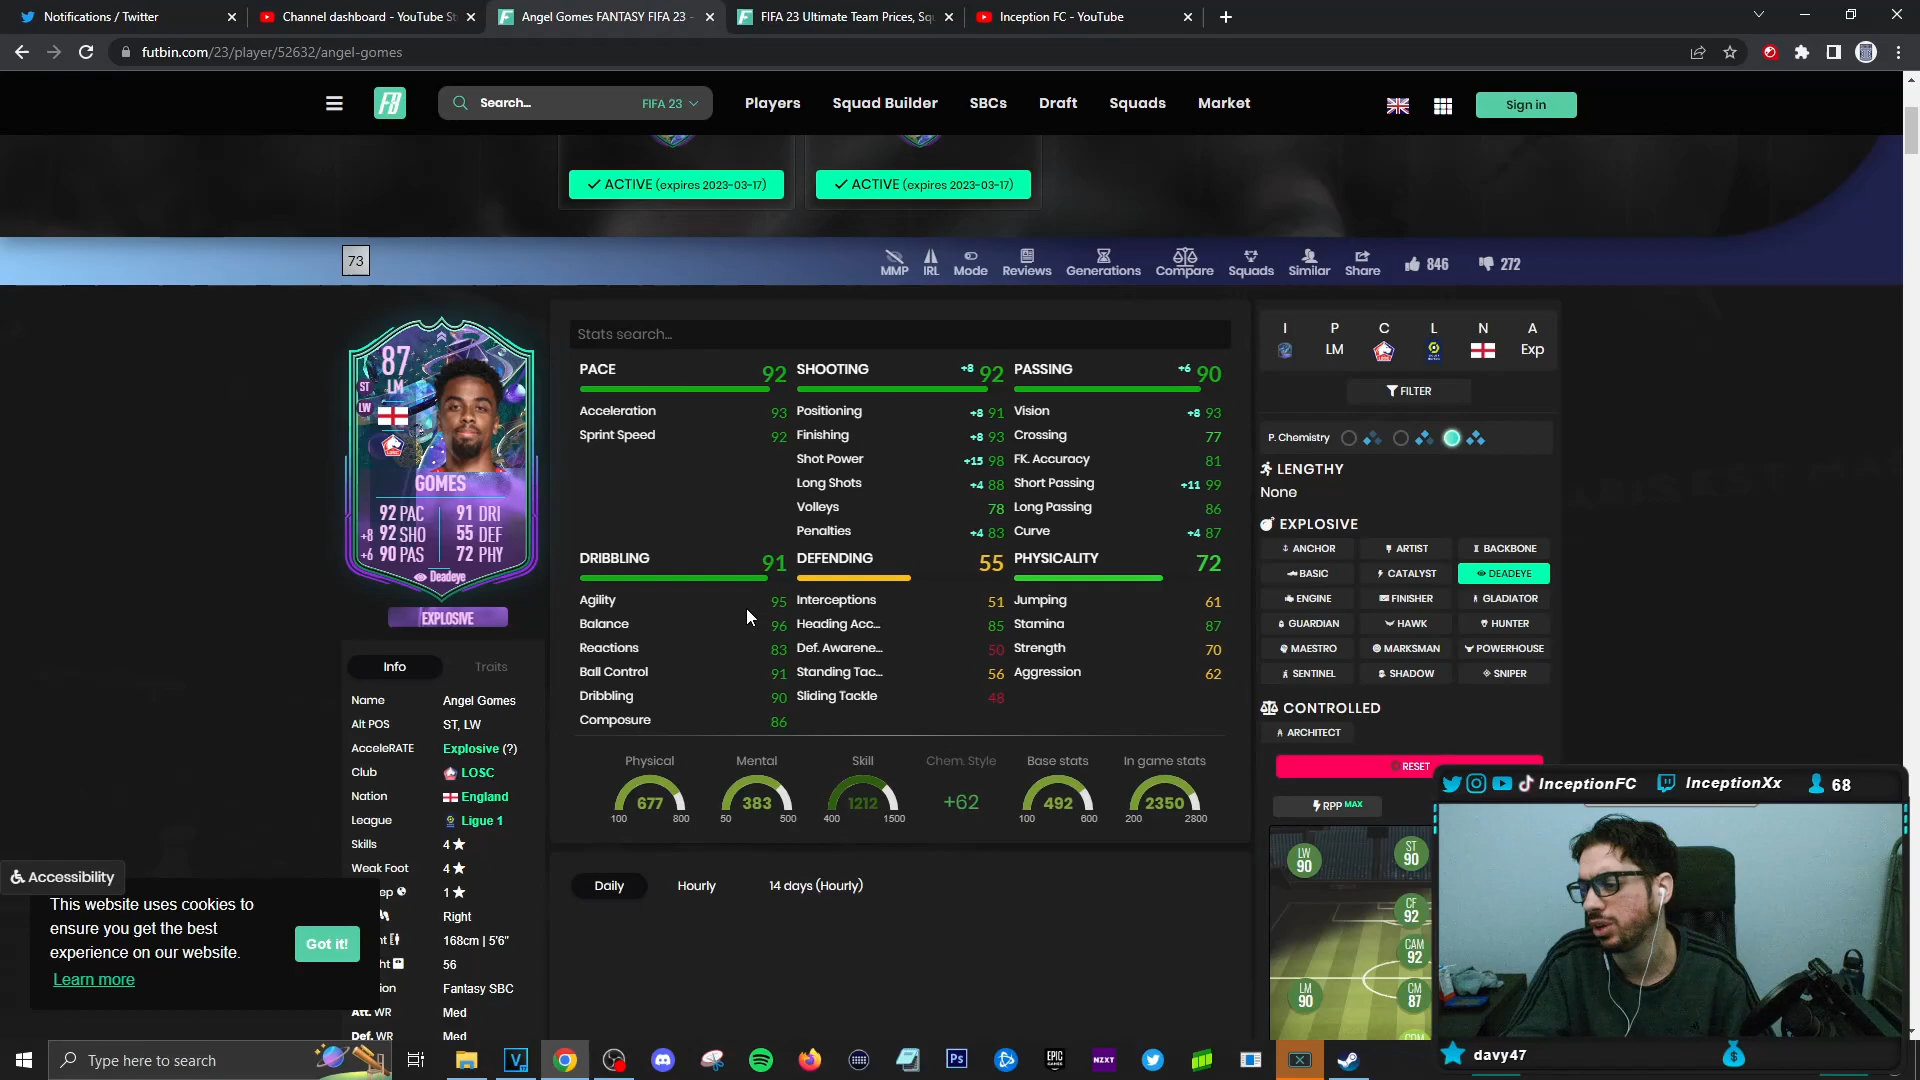 Notifications / Twitter
Channel dashboard - YouTube St
Angel Gomes FANTASY FIFA 23 -
FIFA 23 Ultimate Team Prices, Squ
Inception FC - YouTube
futbin.com/23/player/52632/angel-gomes
FB Search... FIFA 23 Players Squad Builder SBCs Draft Squads Market Sign in
ACTIVE (expires 2023-03-17) ACTIVE (expires 2023-03-17)
73 MMP IRL Mode Reviews Generations Compare Squads Similar Share 846 272
87
LM
ST
LW
GOMES
92 PAC 91 DRI
+8 92 SHO 55 DEF
+6 90 PAS 72 PHY
Deadeye
EXPLOSIVE
Info Traits
Name Angel Gomes
Alt POS ST, LW
AcceleRATE Explosive (?)
Club LOSC
Nation England
League Ligue 1
Skills 4
Weak Foot 4
1
Right
168cm | 5'6"
56
Fantasy SBC
Att. WR Med
Def. WR Med
Stats search...
PACE 92
Acceleration 93
Sprint Speed 92
SHOOTING +8 92
Positioning +8 91
Finishing +8 93
Shot Power +15 98
Long Shots +4 88
Volleys 78
Penalties +4 83
PASSING +6 90
Vision +8 93
Crossing 77
FK. Accuracy 81
Short Passing +11 99
Long Passing 86
Curve +4 87
DRIBBLING 91
Agility 95
Balance 96
Reactions 83
Ball Control 91
Dribbling 90
Composure 86
DEFENDING 55
Interceptions 51
Heading Acc... 85
Def. Awarene... 50
Standing Tac... 56
Sliding Tackle 48
PHYSICALITY 72
Jumping 61
Stamina 87
Strength 70
Aggression 62
Physical Mental Skill Chem. Style Base stats In game stats
677 383 1212 +62 492 2350
100 800 50 500 400 1500 100 600 200 2800
Daily Hourly 14 days (Hourly)
I P C L N A
LM Exp
FILTER
P. Chemistry
LENGTHY
None
EXPLOSIVE
ANCHOR ARTIST BACKBONE
BASIC CATALYST DEADEYE
ENGINE FINISHER GLADIATOR
GUARDIAN HAWK HUNTER
MAESTRO MARKSMAN POWERHOUSE
SENTINEL SHADOW SNIPER
CONTROLLED
ARCHITECT
RESET
RPP MAX
LW 90
ST 90
CF 92
CAM 92
LM 90
CM 87
InceptionFC InceptionXx 68
davy47
Accessibility
This website uses cookies to
ensure you get the best
experience on our website.
Learn more
Got it!
Type here to search
V
Ps
EPIC GAMES
NZXT